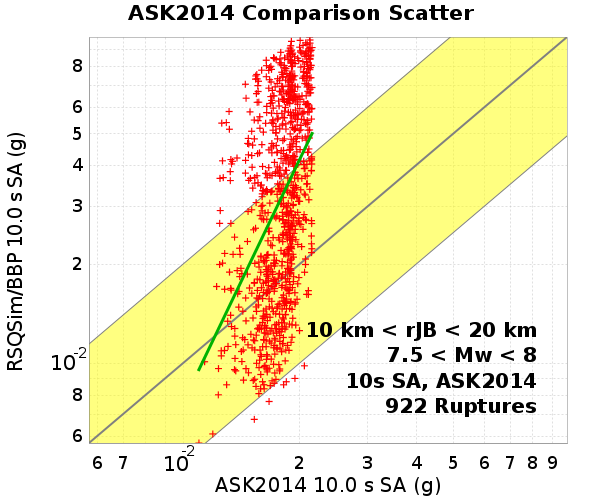 ASK2014 Comparison Scatter
RSQSim/BBP 10.0 s SA (g)
8
6
5
4
3
2
10-2
8
6
10 km < rJB < 20 km
7.5 < Mw < 8
10s SA, ASK2014
922 Ruptures
6 7 10-2 2 3 4 5 6 7 8 9
ASK2014 10.0 s SA (g)